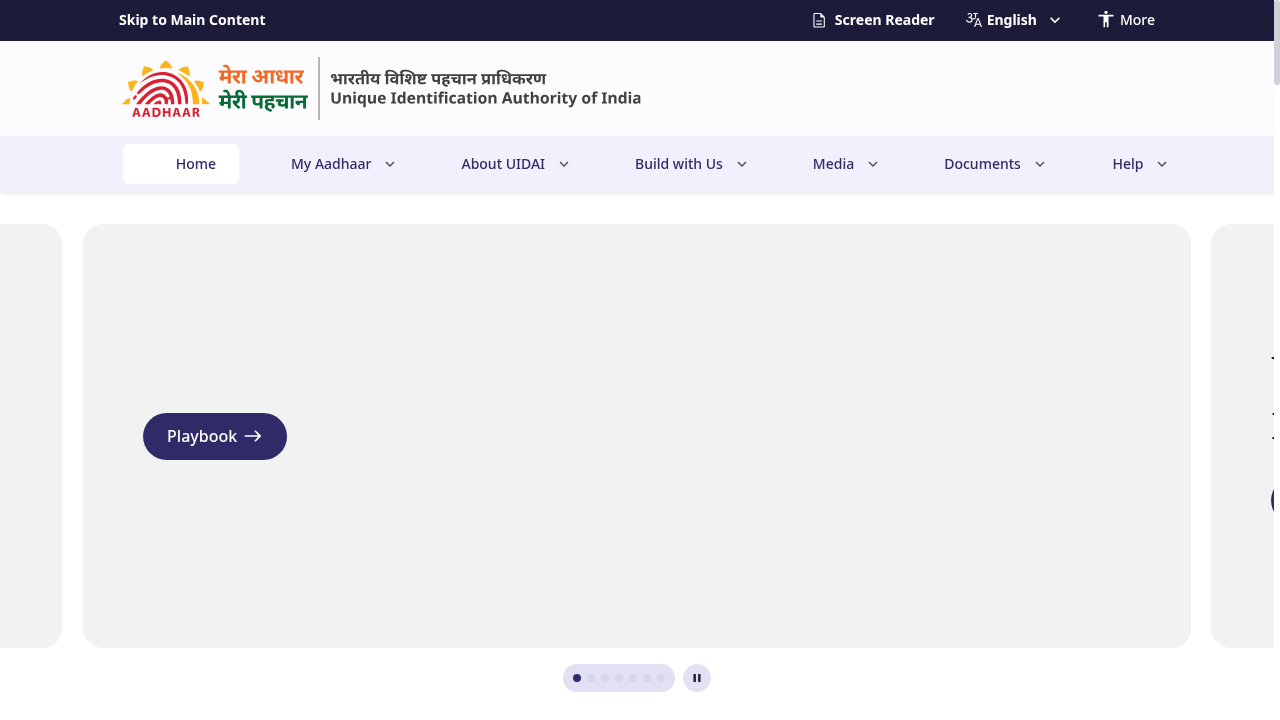 Skip to Main Content
Screen Reader
English
More
AADHAAR
मेरा आधार
मेरी पहचान
भारतीय विशिष्ट पहचान प्राधिकरण
Unique Identification Authority of India
Home
My Aadhaar
About UIDAI
Build with Us
Media
Documents
Help
Playbook